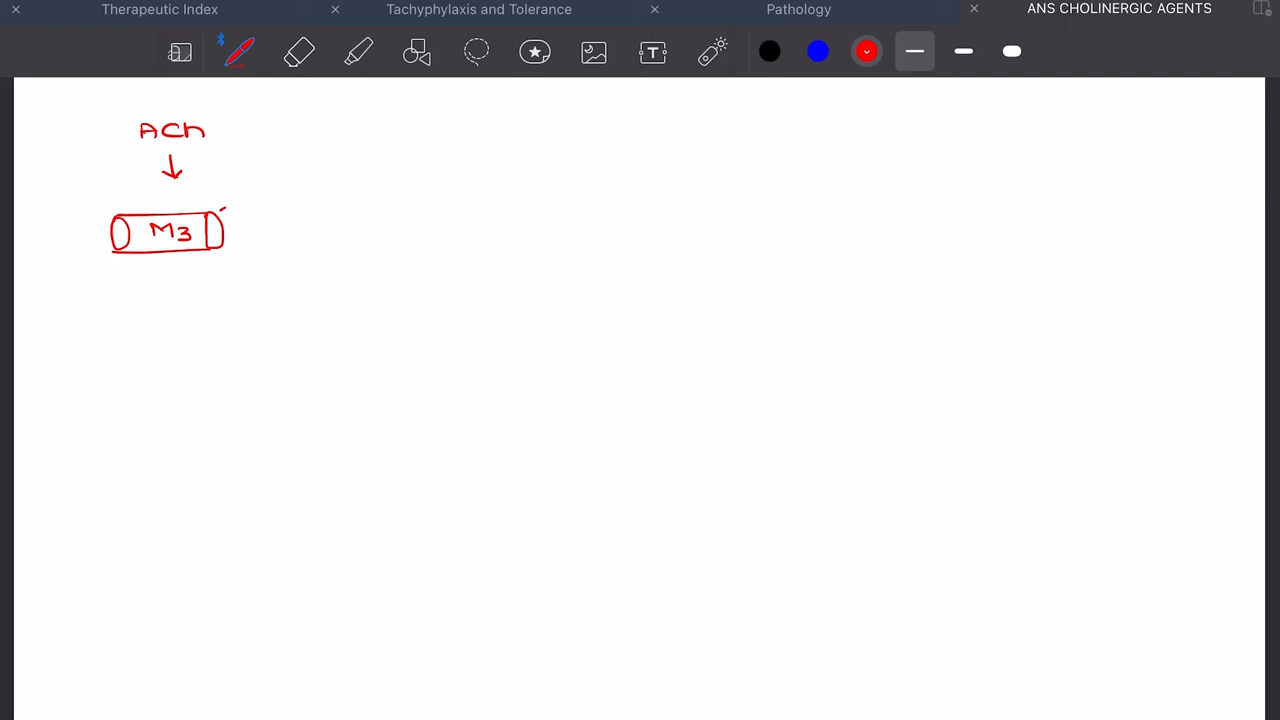 Therapeutic Index
Tachyphylaxis and Tolerance
Pathology
ANS CHOLINERGIC AGENTS
ACh
M3